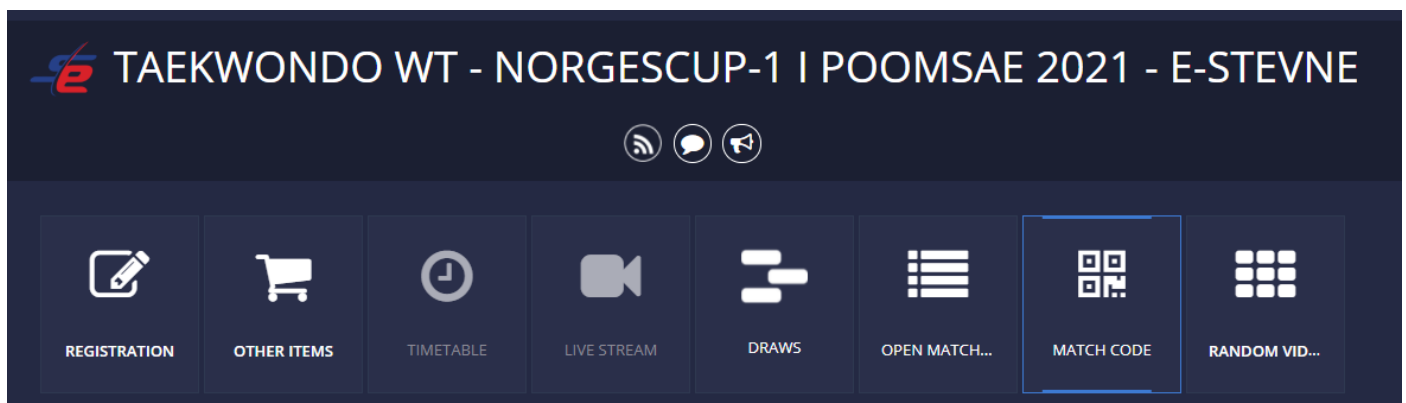 TAEKWONDO WT - NORGESCUP-1 I POOMSAE 2021 - E-STEVNE
REGISTRATION
OTHER ITEMS
TIMETABLE
LIVE STREAM
DRAWS
OPEN MATCH...
MATCH CODE
RANDOM VID...